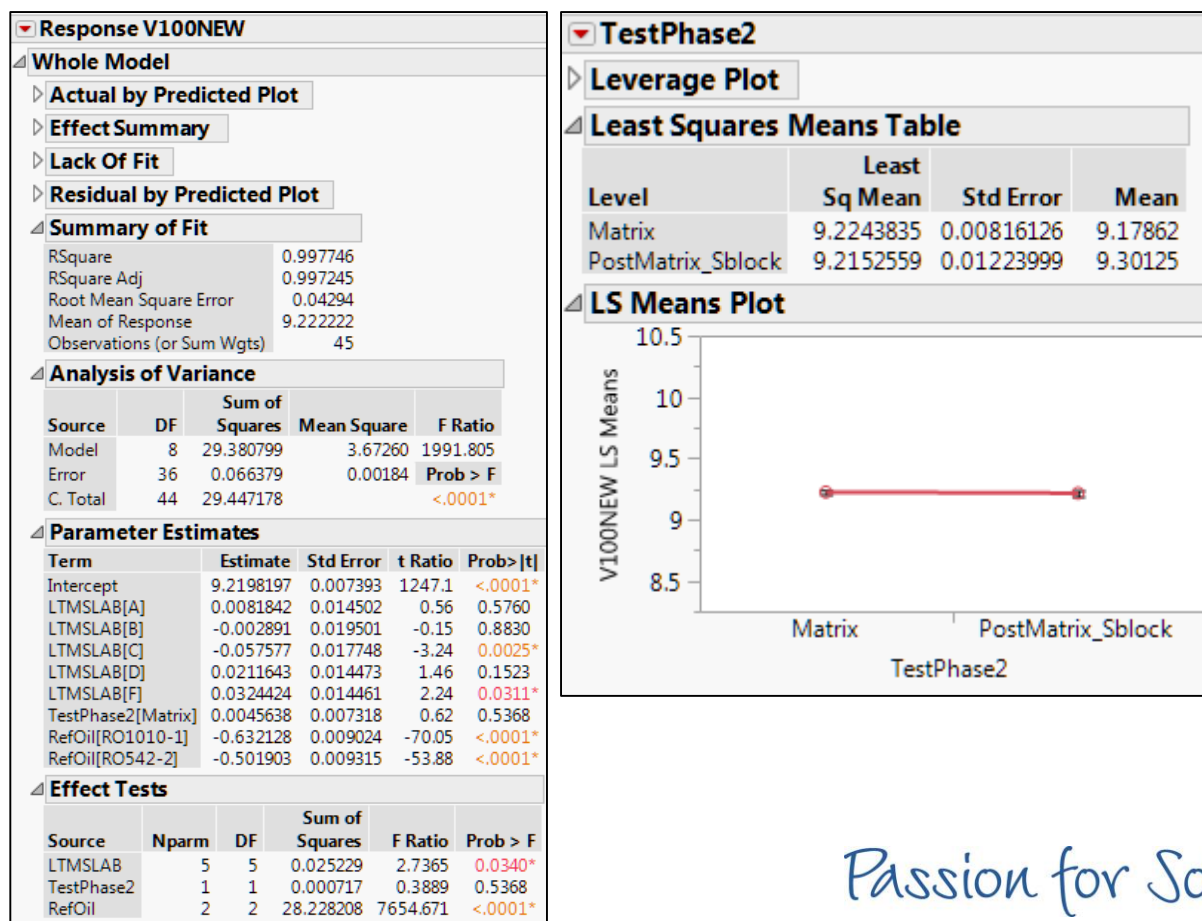 Response V100NEW
Whole Model
Actual by Predicted Plot
Effect Summary
Lack Of Fit
Residual by Predicted Plot
Summary of Fit
RSquare 0.997746
RSquare Adj 0.997245
Root Mean Square Error 0.04294
Mean of Response 9.222222
Observations (or Sum Wgts) 45
Analysis of Variance
Sum of
Source DF Squares Mean Square F Ratio
Model 8 29.380799 3.67260 1991.805
Error 36 0.066379 0.00184 Prob > F
C. Total 44 29.447178 <.0001*
Parameter Estimates
Term Estimate Std Error t Ratio Prob>|t|
Intercept 9.2198197 0.007393 1247.1 <.0001*
LTMSLAB[A] 0.0081842 0.014502 0.56 0.5760
LTMSLAB[B] -0.002891 0.019501 -0.15 0.8830
LTMSLAB[C] -0.057577 0.017748 -3.24 0.0025*
LTMSLAB[D] 0.0211643 0.014473 1.46 0.1523
LTMSLAB[F] 0.0324424 0.014461 2.24 0.0311*
TestPhase2[Matrix] 0.0045638 0.007318 0.62 0.5368
RefOil[RO1010-1] -0.632128 0.009024 -70.05 <.0001*
RefOil[RO542-2] -0.501903 0.009315 -53.88 <.0001*
Effect Tests
Sum of
Source Nparm DF Squares F Ratio Prob > F
LTMSLAB 5 5 0.025229 2.7365 0.0340*
TestPhase2 1 1 0.000717 0.3889 0.5368
RefOil 2 2 28.228208 7654.671 <.0001*
TestPhase2
Leverage Plot
Least Squares Means Table
Least
Level Sq Mean Std Error Mean
Matrix 9.2243835 0.00816126 9.17862
PostMatrix_Sblock 9.2152559 0.01223999 9.30125
LS Means Plot
V100NEW LS Means
10.5
10
9.5
9
8.5
Matrix PostMatrix_Sblock
TestPhase2
Passion for So